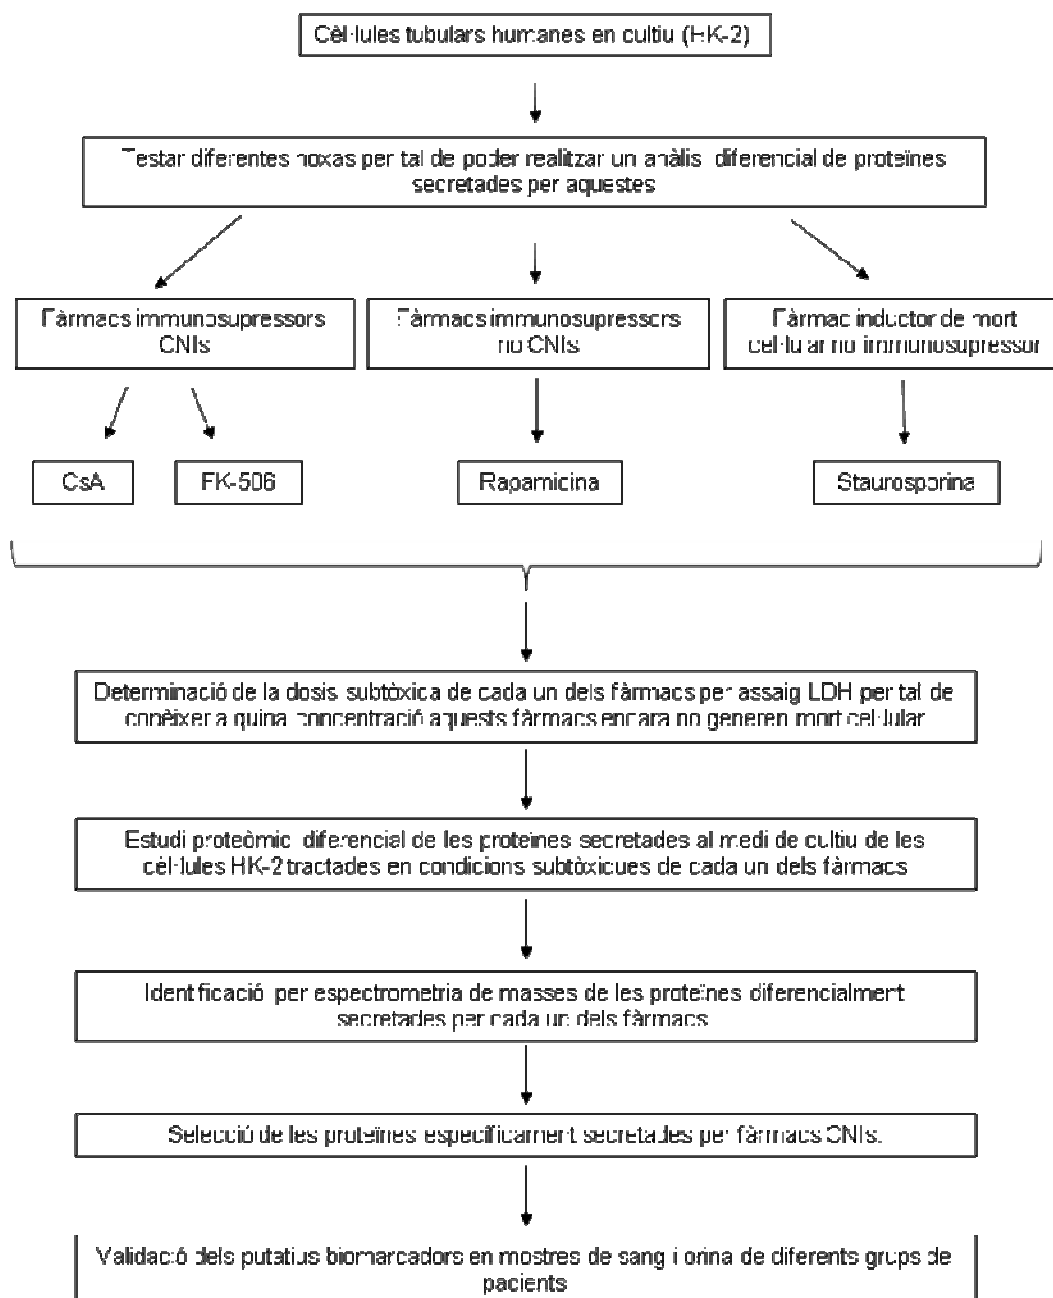 Cèl·lules tubulars humanes en cultiu (HK-2)
Testar diferentes noxas per tal de poder realitzar un anàlisi diferencial de proteïnes
secretades per aquestes
Fàrmacs immunosupressors
CNIs
Fàrmacs immunosupressors
no CNIs
Fàrmac inductor de mort
cel·lular no immunosupressor
CsA
FK-506
Rapamicina
Staurosporina
Determinació de la dosis subtòxica de cada un dels fàrmacs per assaig LDH per tal de
conèixer a quina concentració aquests fàrmacs encara no generen mort cel·lular
Estudi proteòmic diferencial de les proteïnes secretades al medi de cultiu de les
cèl·lules HK-2 tractades en condicions subtòxicues de cada un dels fàrmacs
Identificació per espectrometria de masses de les proteïnes diferencialment
secretades per cada un dels fàrmacs
Selecció de les proteïnes específicament secretades per fàrmacs CNIs.
Validació dels putatius biomarcadors en mostres de sang i orina de diferents grups de
pacients